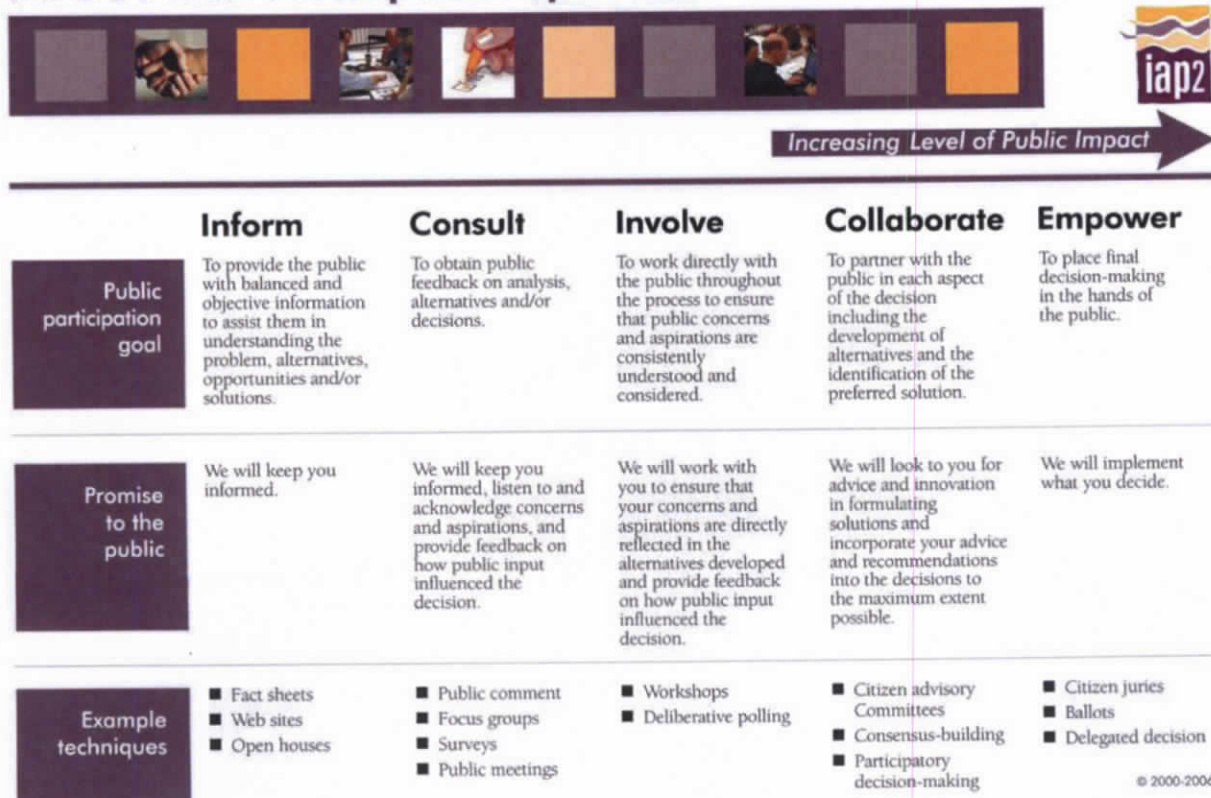 iap2
Increasing Level of Public Impact
Inform
Consult
Involve
Collaborate
Empower
Public
participation
goal
To provide the public
with balanced and
objective information
to assist them in
understanding the
problem, alternatives,
opportunities and/or
solutions.
To obtain public
feedback on analysis,
alternatives and/or
decisions.
To work directly with
the public throughout
the process to ensure
that public concerns
and aspirations are
consistently
understood and
considered.
To partner with the
public in each aspect
of the decision
including the
development of
alternatives and the
identification of the
preferred solution.
To place final
decision-making
in the hands of
the public.
Promise
to the
public
We will keep you
informed.
We will keep you
informed, listen to and
acknowledge concerns
and aspirations, and
provide feedback on
how public input
influenced the
decision.
We will work with
you to ensure that
your concerns and
aspirations are directly
reflected in the
alternatives developed
and provide feedback
on how public input
influenced the
decision.
We will look to you for
advice and innovation
in formulating
solutions and
incorporate your advice
and recommendations
into the decisions to
the maximum extent
possible.
We will implement
what you decide.
Example
techniques
■ Fact sheets
■ Web sites
■ Open houses
■ Public comment
■ Focus groups
■ Surveys
■ Public meetings
■ Workshops
■ Deliberative polling
■ Citizen advisory
Committees
■ Consensus-building
■ Participatory
decision-making
■ Citizen juries
■ Ballots
■ Delegated decision
© 2000-2006